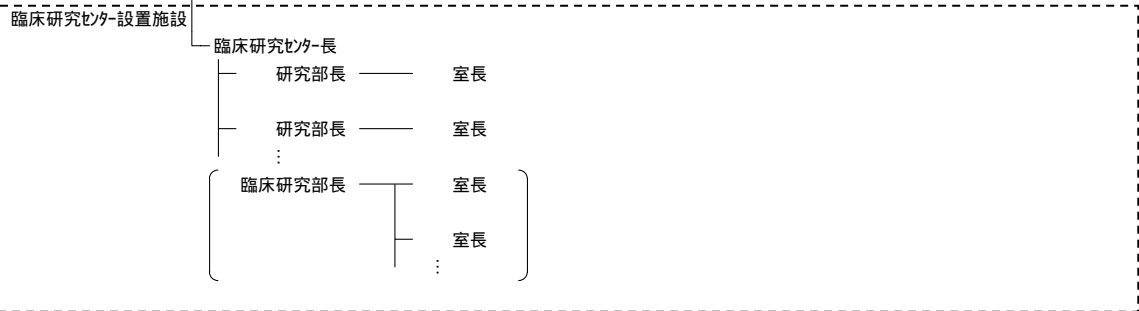 臨床研究ｾﾝﾀｰ設置施設
臨床研究ｾﾝﾀｰ長
研究部長 室長
研究部長 室長
…
臨床研究部長 室長
室長
…